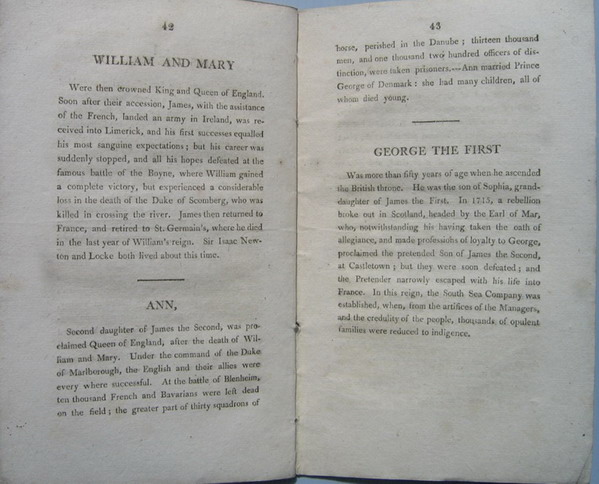 42
WILLIAM AND MARY
Were then crowned King and Queen of England.
Soon after their accession, James, with the assistance
of the French, landed an army in Ireland, was re-
ceived into Limerick, and his first successes equalled
his most sanguine expectations; but his career was
suddenly stopped, and all his hopes defeated at the
famous battle of the Boyne, where William gained
a complete victory, but experienced a considerable
loss in the death of the Duke of Scomberg, who was
killed in crossing the river. James then returned to
France, and retired to St. Germain's, where he died
in the last year of William's reign. Sir Isaac New-
ton and Locke both lived about this time.
ANN,
Second daughter of James the Second, was pro-
claimed Queen of England, after the death of Wil-
liam and Mary. Under the command of the Duke
of Marlborough, the English and their allies were
every where successful. At the battle of Blenheim,
ten thousand French and Bavarians were left dead
on the field; the greater part of thirty squadrons of
43
horse, perished in the Danube; thirteen thousand
men, and one thousand two hundred officers of dis-
tinction, were taken prisoners.—Ann married Prince
George of Denmark: she had many children, all of
whom died young.
GEORGE THE FIRST
Was more than fifty years of age when he ascended
the British throne. He was the son of Sophia, grand-
daughter of James the First. In 1715, a rebellion
broke out in Scotland, headed by the Earl of Mar,
who, notwithstanding his having taken the oath of
allegiance, and made professions of loyalty to George,
proclaimed the pretended Son of James the Second,
at Castletown; but they were soon defeated; and
the Pretender narrowly escaped with his life into
France. In this reign, the South Sea Company was
established, when, from the artifices of the Managers,
and the credulity of the people, thousands of opulent
families were reduced to indigence.